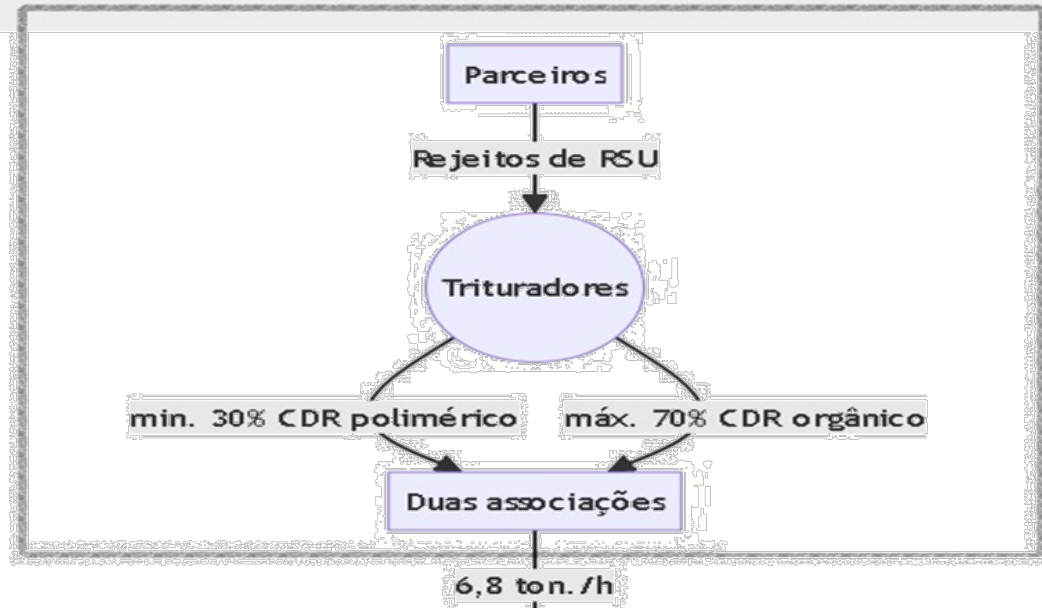 Parceiros
Rejeitos de RSU
Trituradores
min. 30% CDR polimérico
máx. 70% CDR orgânico
Duas associações
6,8 ton./h